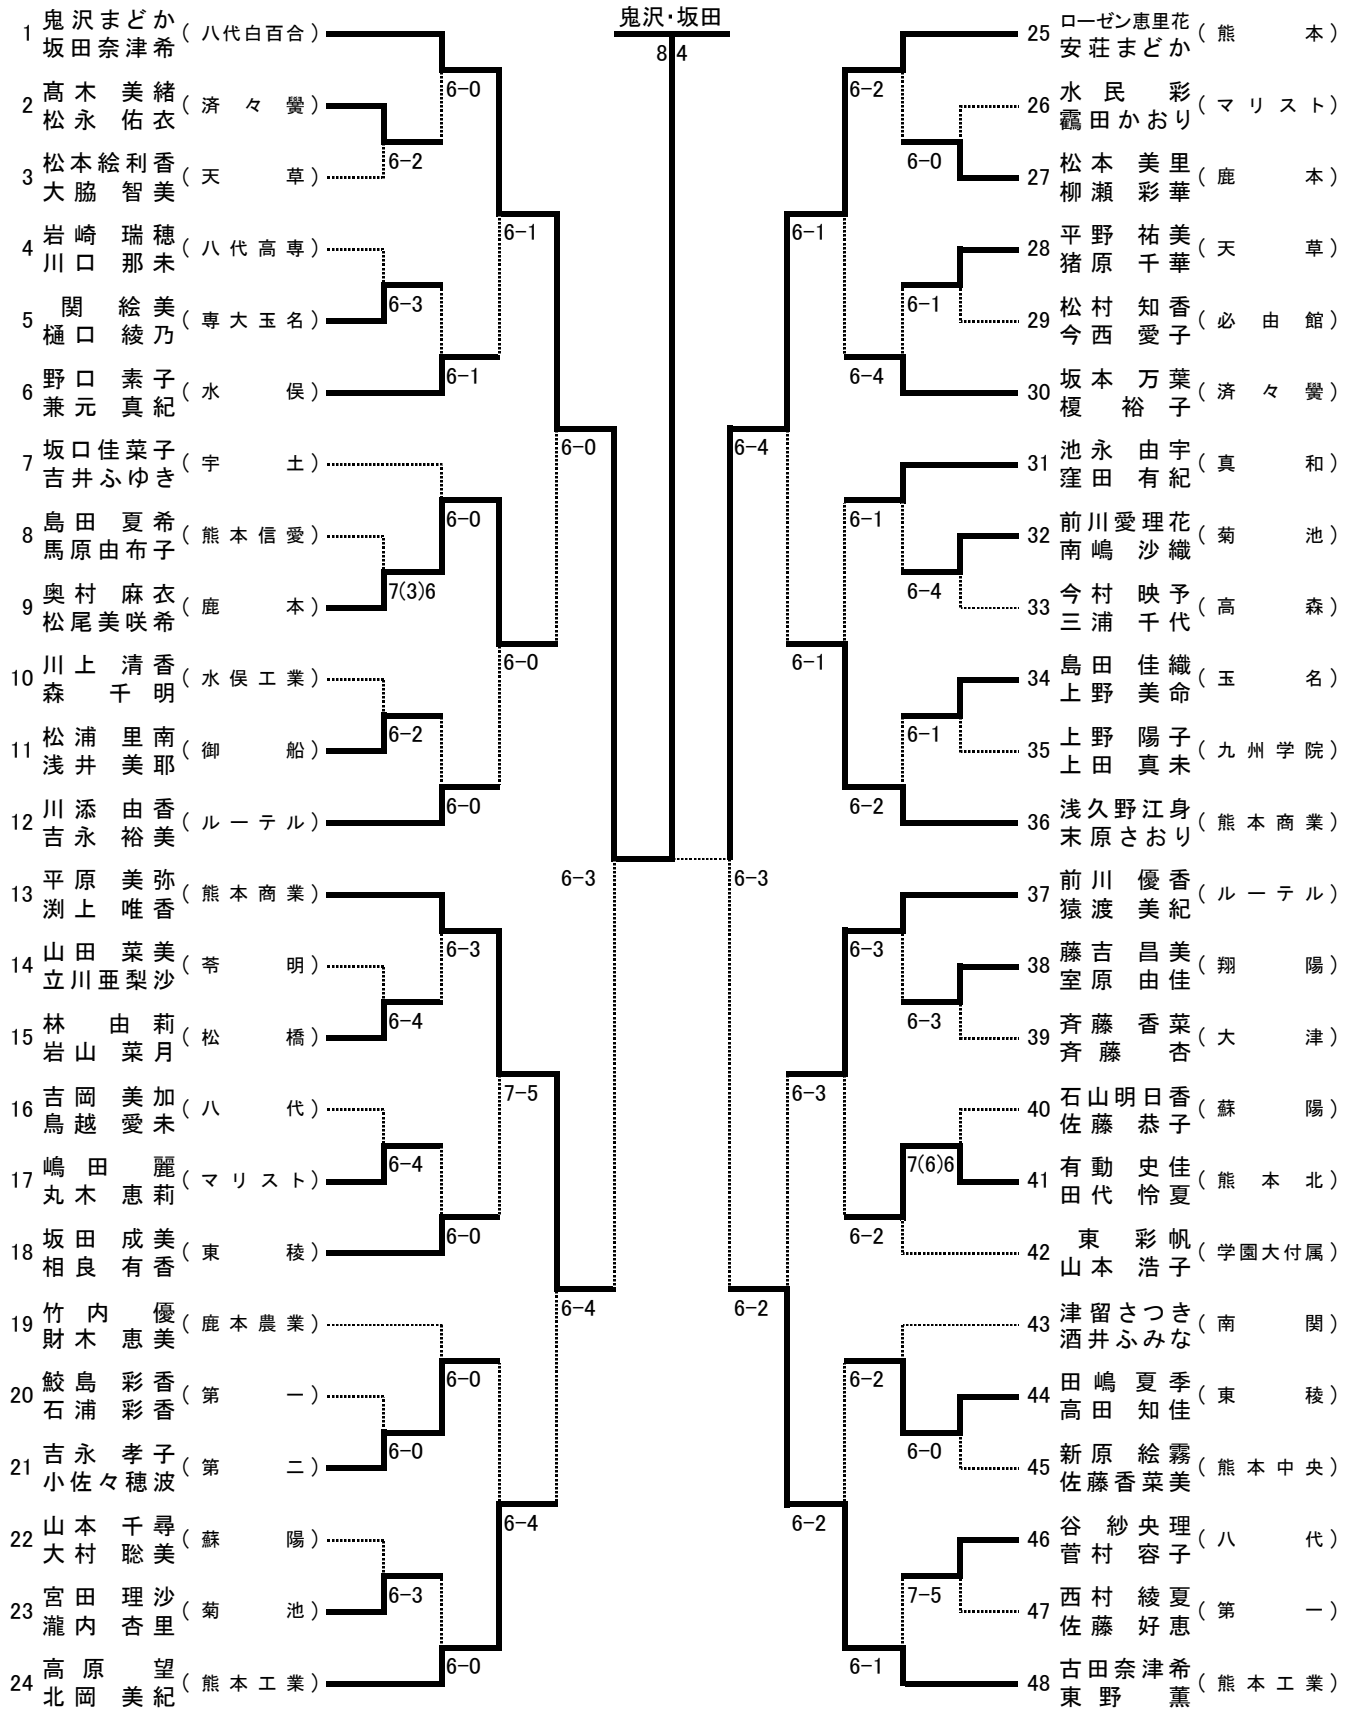 鬼沢・坂田
8 4
1 鬼沢まどか 坂田奈津希 (八代白百合)
2 髙木 美緒 松永 佑衣 (済々黌)
3 松本絵利香 大脇 智美 (天草)
4 岩崎 瑞穂 川口 那未 (八代高専)
5 関 絵美 樋口 綾乃 (専大玉名)
6 野口 素子 兼元 真紀 (水俣)
7 坂口佳菜子 吉井ふゆき (宇土)
8 島田 夏希 馬原由布子 (熊本信愛)
9 奥村 麻衣 松尾美咲希 (鹿本)
10 川上 清香 森 千明 (水俣工業)
11 松浦 里南 浅井 美耶 (御船)
12 川添 由香 吉永 裕美 (ルーテル)
13 平原 美弥 渕上 唯香 (熊本商業)
14 山田 菜美 立川亜梨沙 (苓明)
15 林 由莉 岩山 菜月 (松橋)
16 吉岡 美加 鳥越 愛未 (八代)
17 嶋田 麗 丸木 恵莉 (マリスト)
18 坂田 成美 相良 有香 (東稜)
19 竹内 優 財木 恵美 (鹿本農業)
20 鮫島 彩香 石浦 彩香 (第一)
21 吉永 孝子 小佐々穂波 (第二)
22 山本 千尋 大村 聡美 (蘇陽)
23 宮田 理沙 瀧内 杏里 (菊池)
24 高原 望 北岡 美紀 (熊本工業)
6-0
6-2
6-1
6-3
6-1
6-0
6-0
7(3)6
6-0
6-2
6-0
6-3
6-3
6-4
7-5
6-4
6-0
6-4
6-0
6-0
6-4
6-3
6-0
25 ローゼン恵里花 安荘まどか (熊本)
26 水民 彩 靍田かおり (マリスト)
27 松本 美里 柳瀬 彩華 (鹿本)
28 平野 祐美 猪原 千華 (天草)
29 松村 知香 今西 愛子 (必由館)
30 坂本 万葉 榎 裕子 (済々黌)
31 池永 由宇 窪田 有紀 (真和)
32 前川愛理花 南嶋 沙織 (菊池)
33 今村 映予 三浦 千代 (高森)
34 島田 佳織 上野 美命 (玉名)
35 上野 陽子 上田 真未 (九州学院)
36 浅久野江身 末原さおり (熊本商業)
37 前川 優香 猿渡 美紀 (ルーテル)
38 藤吉 昌美 室原 由佳 (翔陽)
39 斉藤 香菜 斉藤 杏 (大津)
40 石山明日香 佐藤 恭子 (蘇陽)
41 有動 史佳 田代 怜夏 (熊本北)
42 東 彩帆 山本 浩子 (学園大付属)
43 津留さつき 酒井ふみな (南関)
44 田嶋 夏季 高田 知佳 (東稜)
45 新原 絵霧 佐藤香菜美 (熊本中央)
46 谷 紗央理 菅村 容子 (八代)
47 西村 綾夏 佐藤 好恵 (第一)
48 古田奈津希 東野 薫 (熊本工業)
6-2
6-0
6-1
6-1
6-4
6-4
6-1
6-4
6-1
6-1
6-2
6-3
6-3
6-3
6-3
7(6)6
6-2
6-2
6-2
6-0
6-2
7-5
6-1